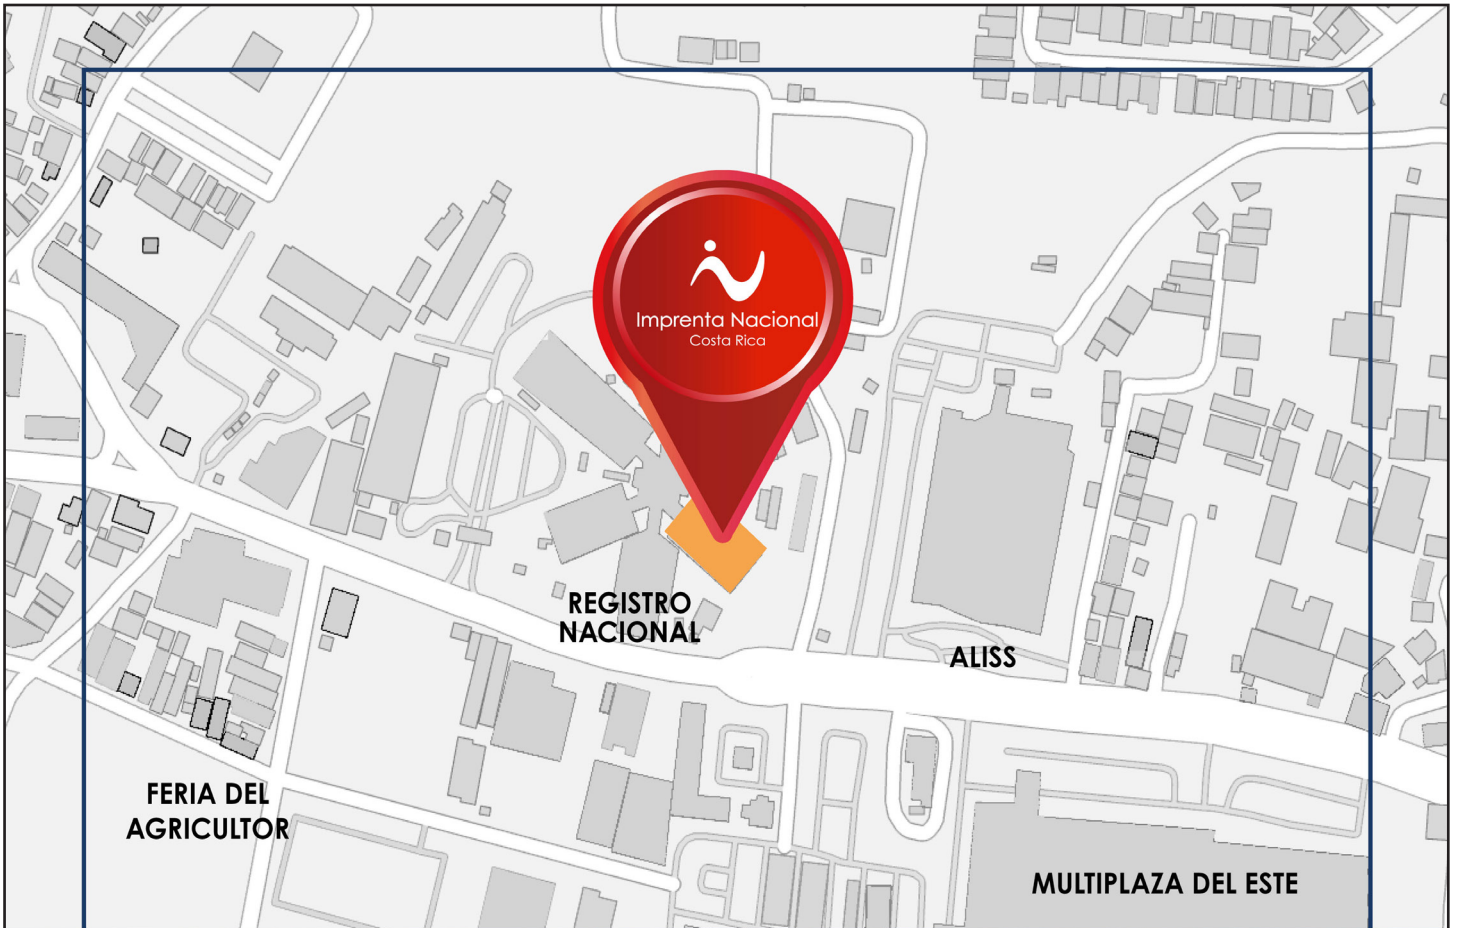 Imprenta Nacional
Costa Rica
REGISTRO
NACIONAL
ALISS
FERIA DEL
AGRICULTOR
MULTIPLAZA DEL ESTE